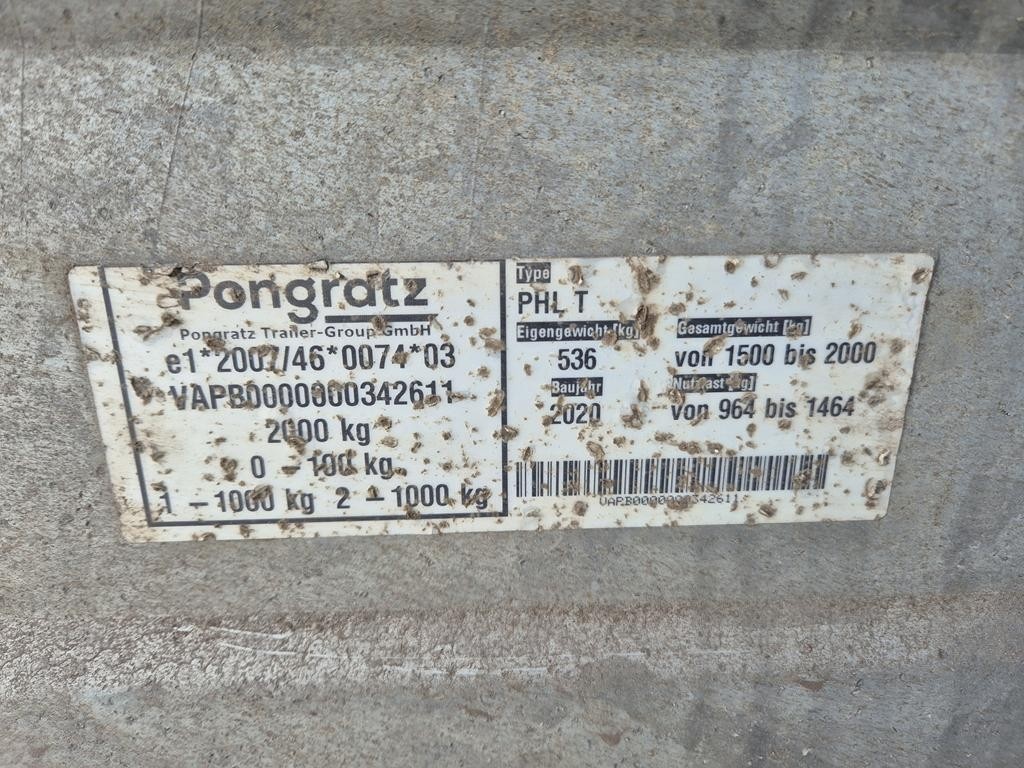 Pongratz
Pongratz Trailer-Group GmbH
e1*2007/46*0074*03
VAPB0000000342611
2000 kg
0 - 100 kg
1 - 1000 kg 2 - 1000 kg
Type
PHL T
Eigengewicht [kg] Gesamtgewicht [kg]
536 von 1500 bis 2000
Baujahr Nutzlast [kg]
2020 von 964 bis 1464
VAPB0000000342611